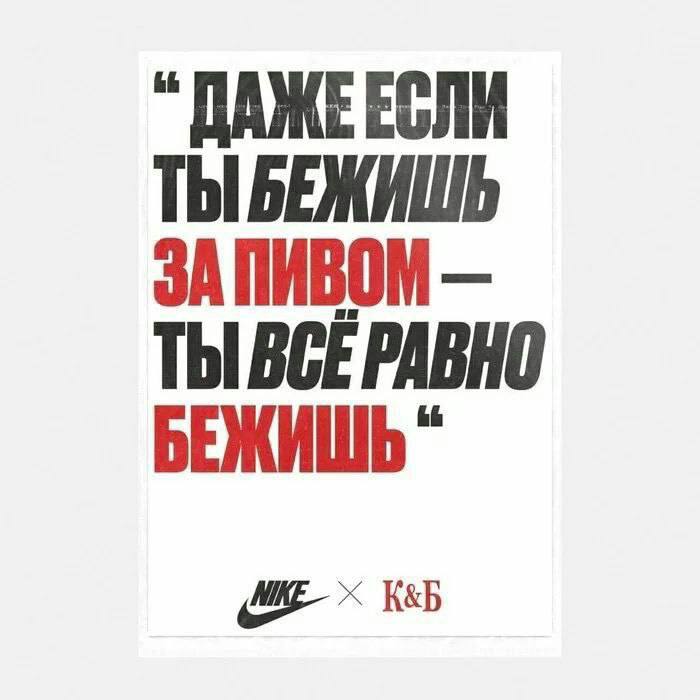 “ ДАЖЕ ЕСЛИ
ТЫ БЕЖИШЬ
ЗА ПИВОМ —
ТЫ ВСЁ РАВНО
БЕЖИШЬ “
NIKE × К&Б